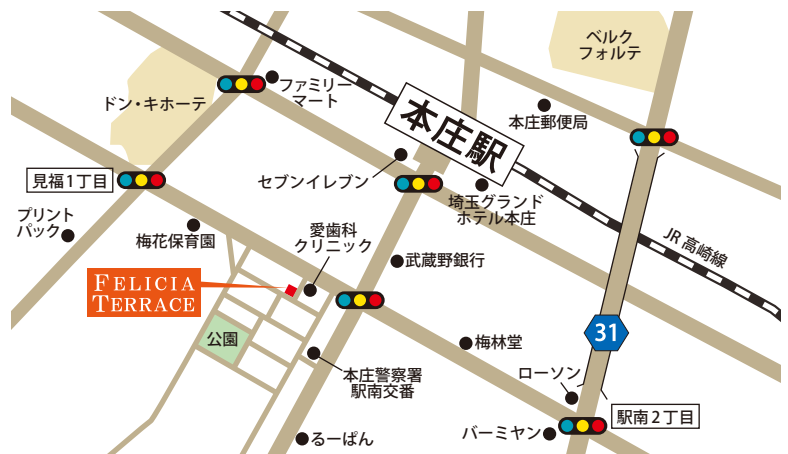 ベルク
フォルテ
ファミリー
マート
ドン・キホーテ
本庄駅
本庄郵便局
見福1丁目
セブンイレブン
埼玉グランド
ホテル本庄
プリント
パック
梅花保育園
愛歯科
クリニック
JR 高崎線
武蔵野銀行
FELICIA
TERRACE
31
公園
梅林堂
本庄警察署
駅南交番
ローソン
駅南2丁目
るーぱん
バーミヤン